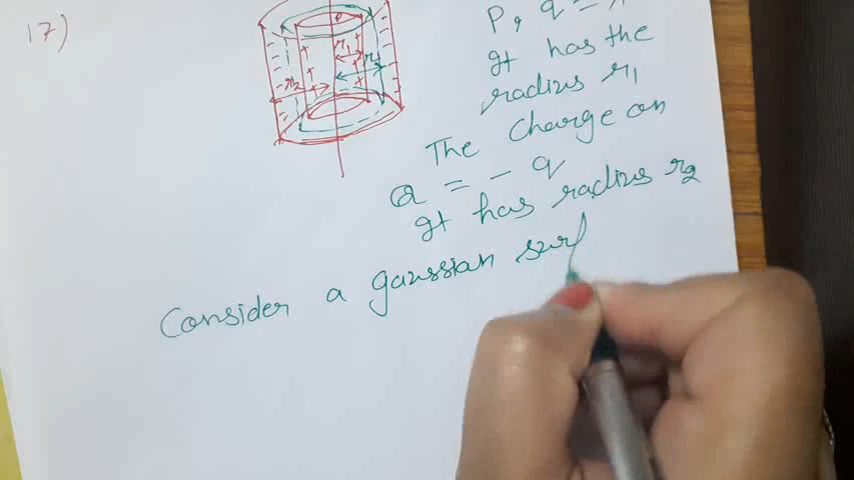 17)
P, q =
It has the
radius r1
The charge on
Q = - q
It has radius r2
Consider a gaussian surf